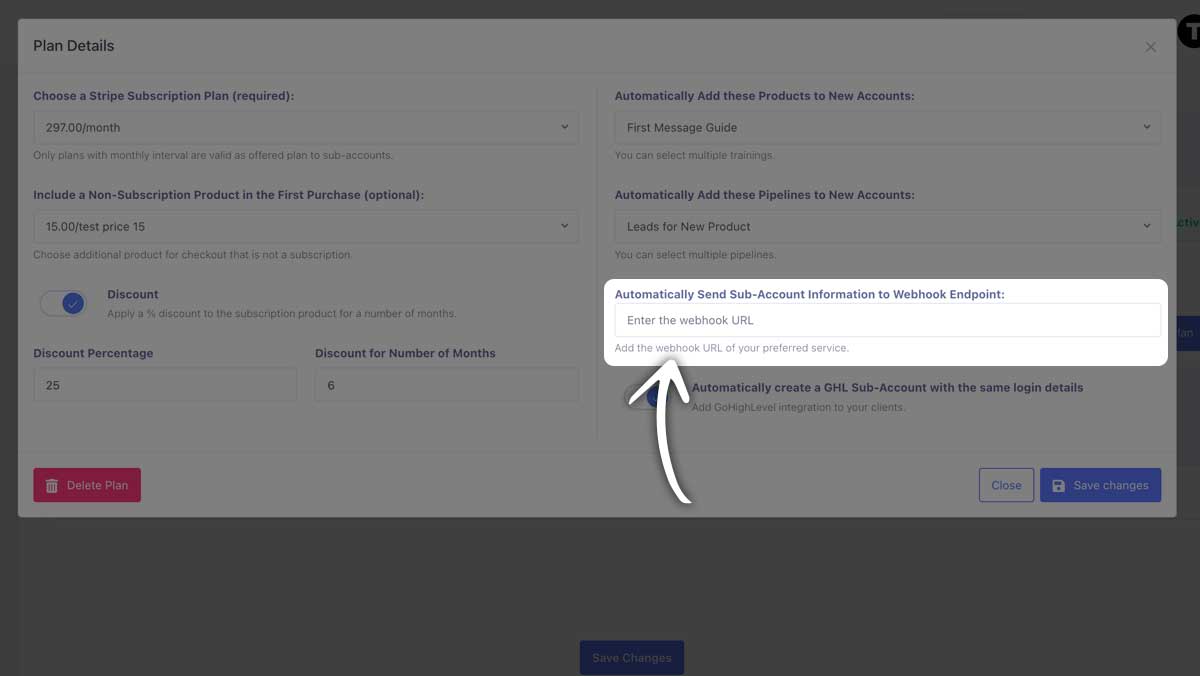 Plan Details
Choose a Stripe Subscription Plan (required):
297.00/month
Only plans with monthly interval are valid as offered plan to sub-accounts.
Include a Non-Subscription Product in the First Purchase (optional):
15.00/test price 15
Choose additional product for checkout that is not a subscription.
Discount
Apply a % discount to the subscription product for a number of months.
Discount Percentage
Discount for Number of Months
25
6
Automatically Add these Products to New Accounts:
First Message Guide
You can select multiple trainings.
Automatically Add these Pipelines to New Accounts:
Leads for New Product
You can select multiple pipelines.
Automatically Send Sub-Account Information to Webhook Endpoint:
Enter the webhook URL
Add the webhook URL of your preferred service.
Automatically create a GHL Sub-Account with the same login details
Add GoHighLevel integration to your clients.
Delete Plan
Close
Save changes
Save Changes